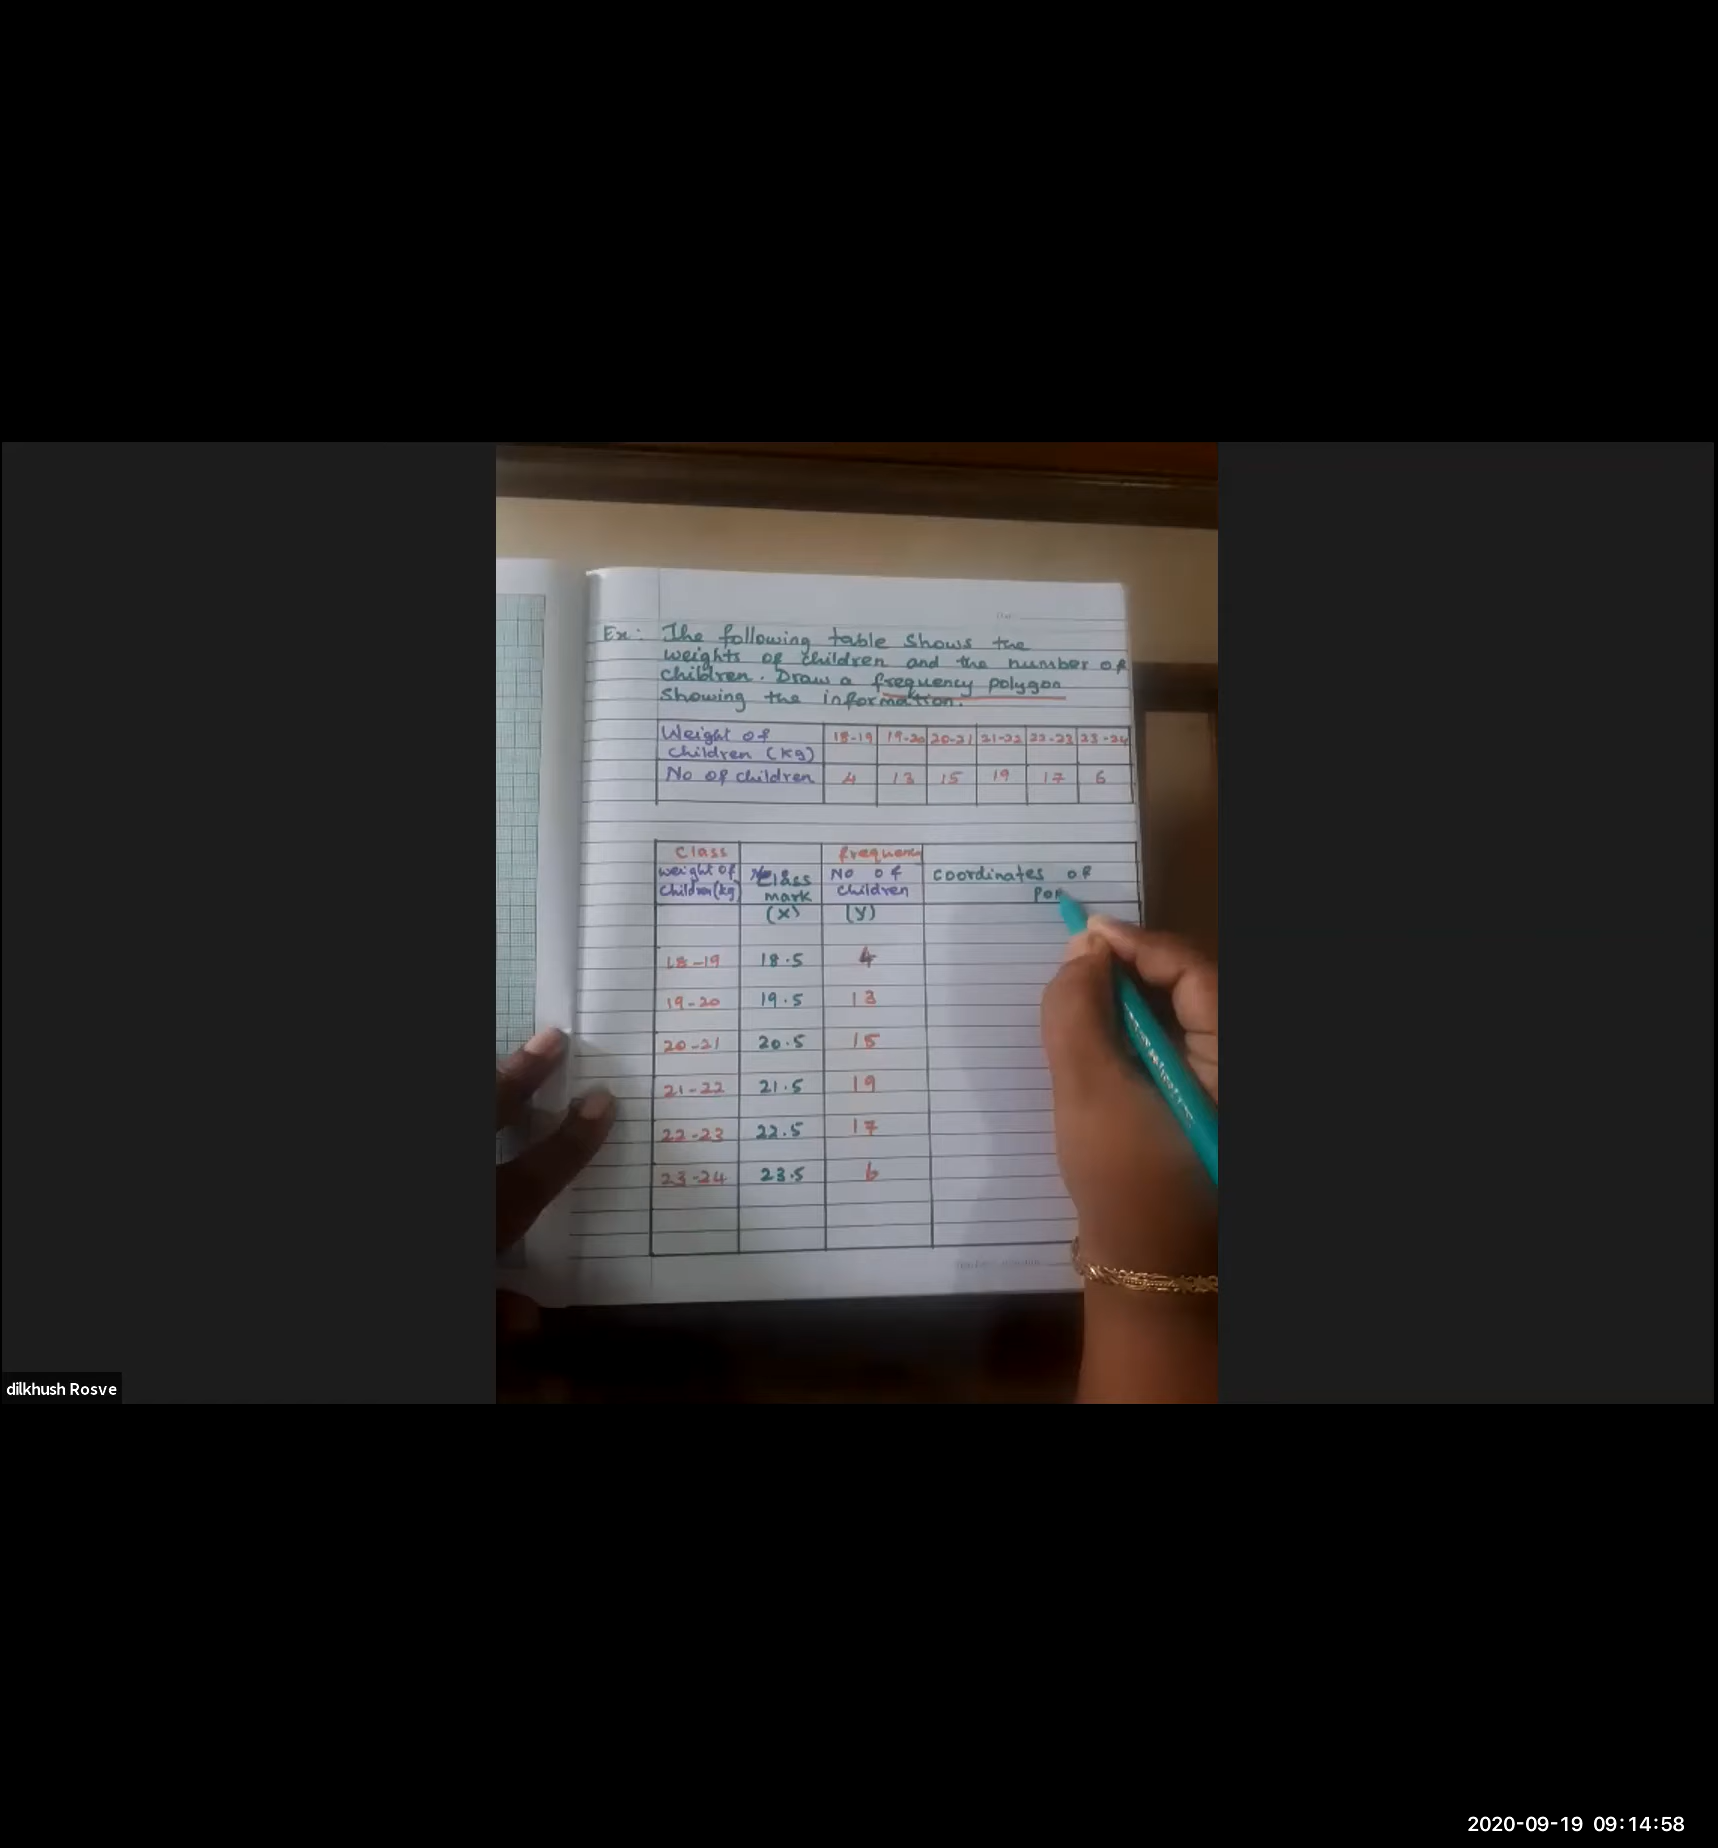 Ex: The following table shows the
weights of children and the number of
children. Draw a frequency polygon
showing the information.
Weight of children (kg) 18-19 19-20 20-21 21-22 22-23 23-24
No of children 4 13 15 19 17 6
Class frequency
weight of Class No of coordinates of
children (kg) mark children poi
(x) (y)
18-19 18.5 4
19-20 19.5 13
20-21 20.5 15
21-22 21.5 19
22-23 22.5 17
23-24 23.5 6
dilkhush Rosve
2020-09-19 09:14:58